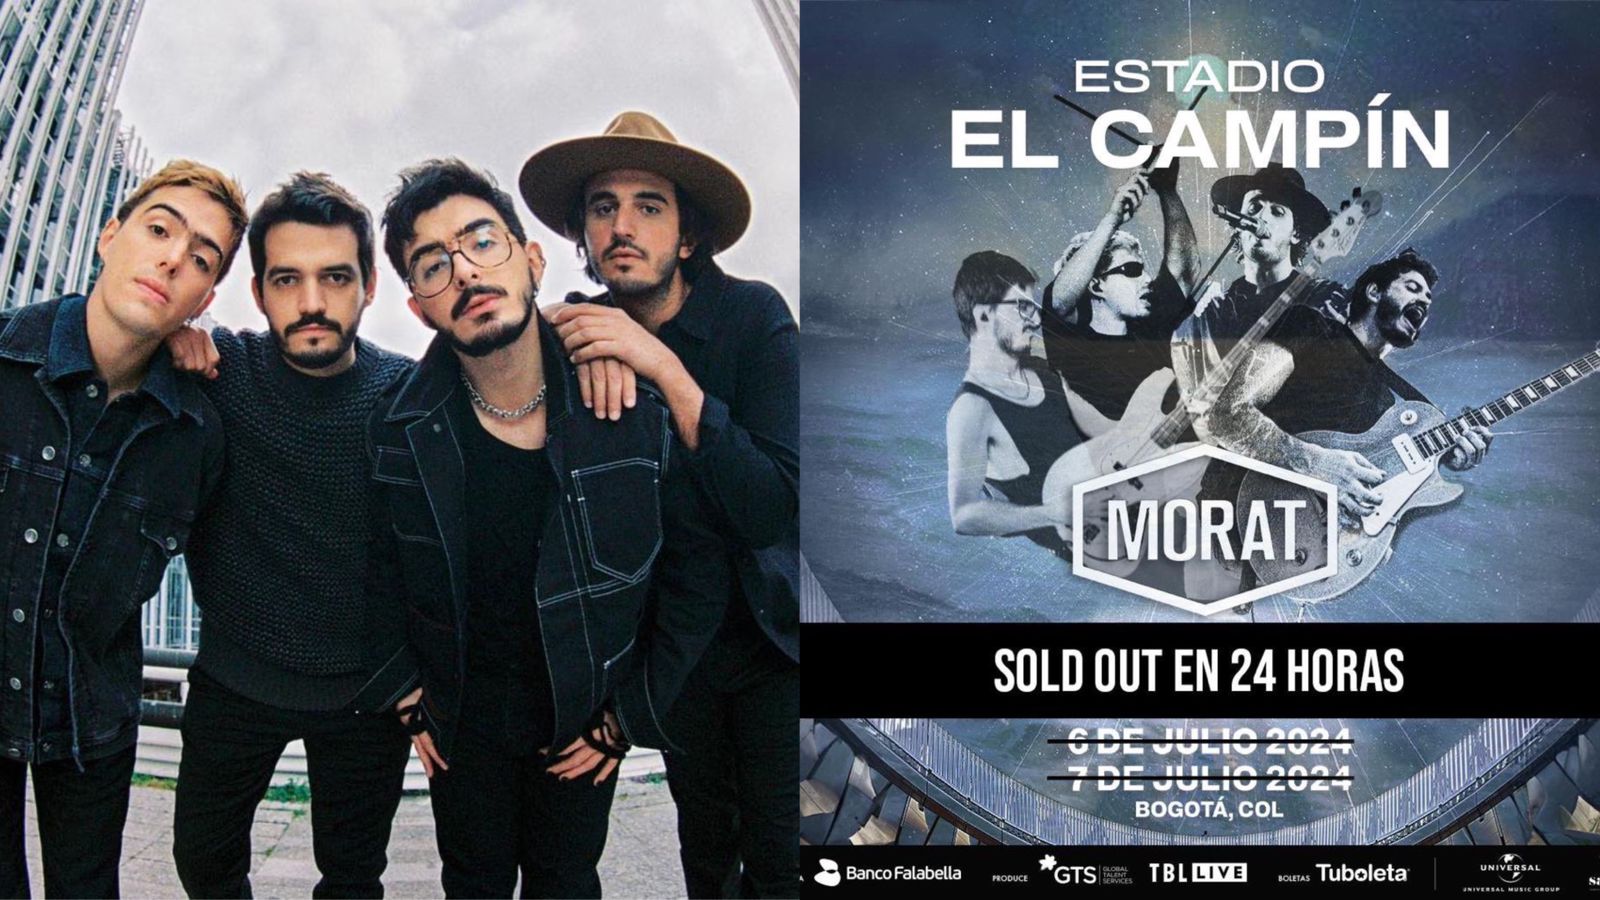 ESTADIO
EL CAMPÍN
MORAT
SOLD OUT EN 24 HORAS
6 DE JULIO 2024
7 DE JULIO 2024
BOGOTÁ, COL
Banco Falabella
PRODUCE
GTS GLOBAL
TALENT
SERVICES
TBL LIVE
BOLETAS Tuboleta
UNIVERSAL
UNIVERSAL MUSIC GROUP